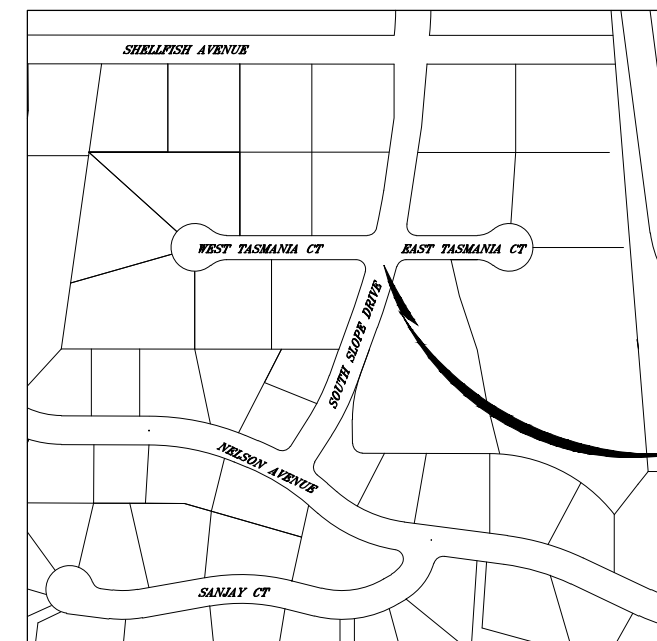 SHELLFISH AVENUE
WEST TASMANIA CT
EAST TASMANIA CT
SOUTH SLOPE DRIVE
NELSON AVENUE
SANJAY CT